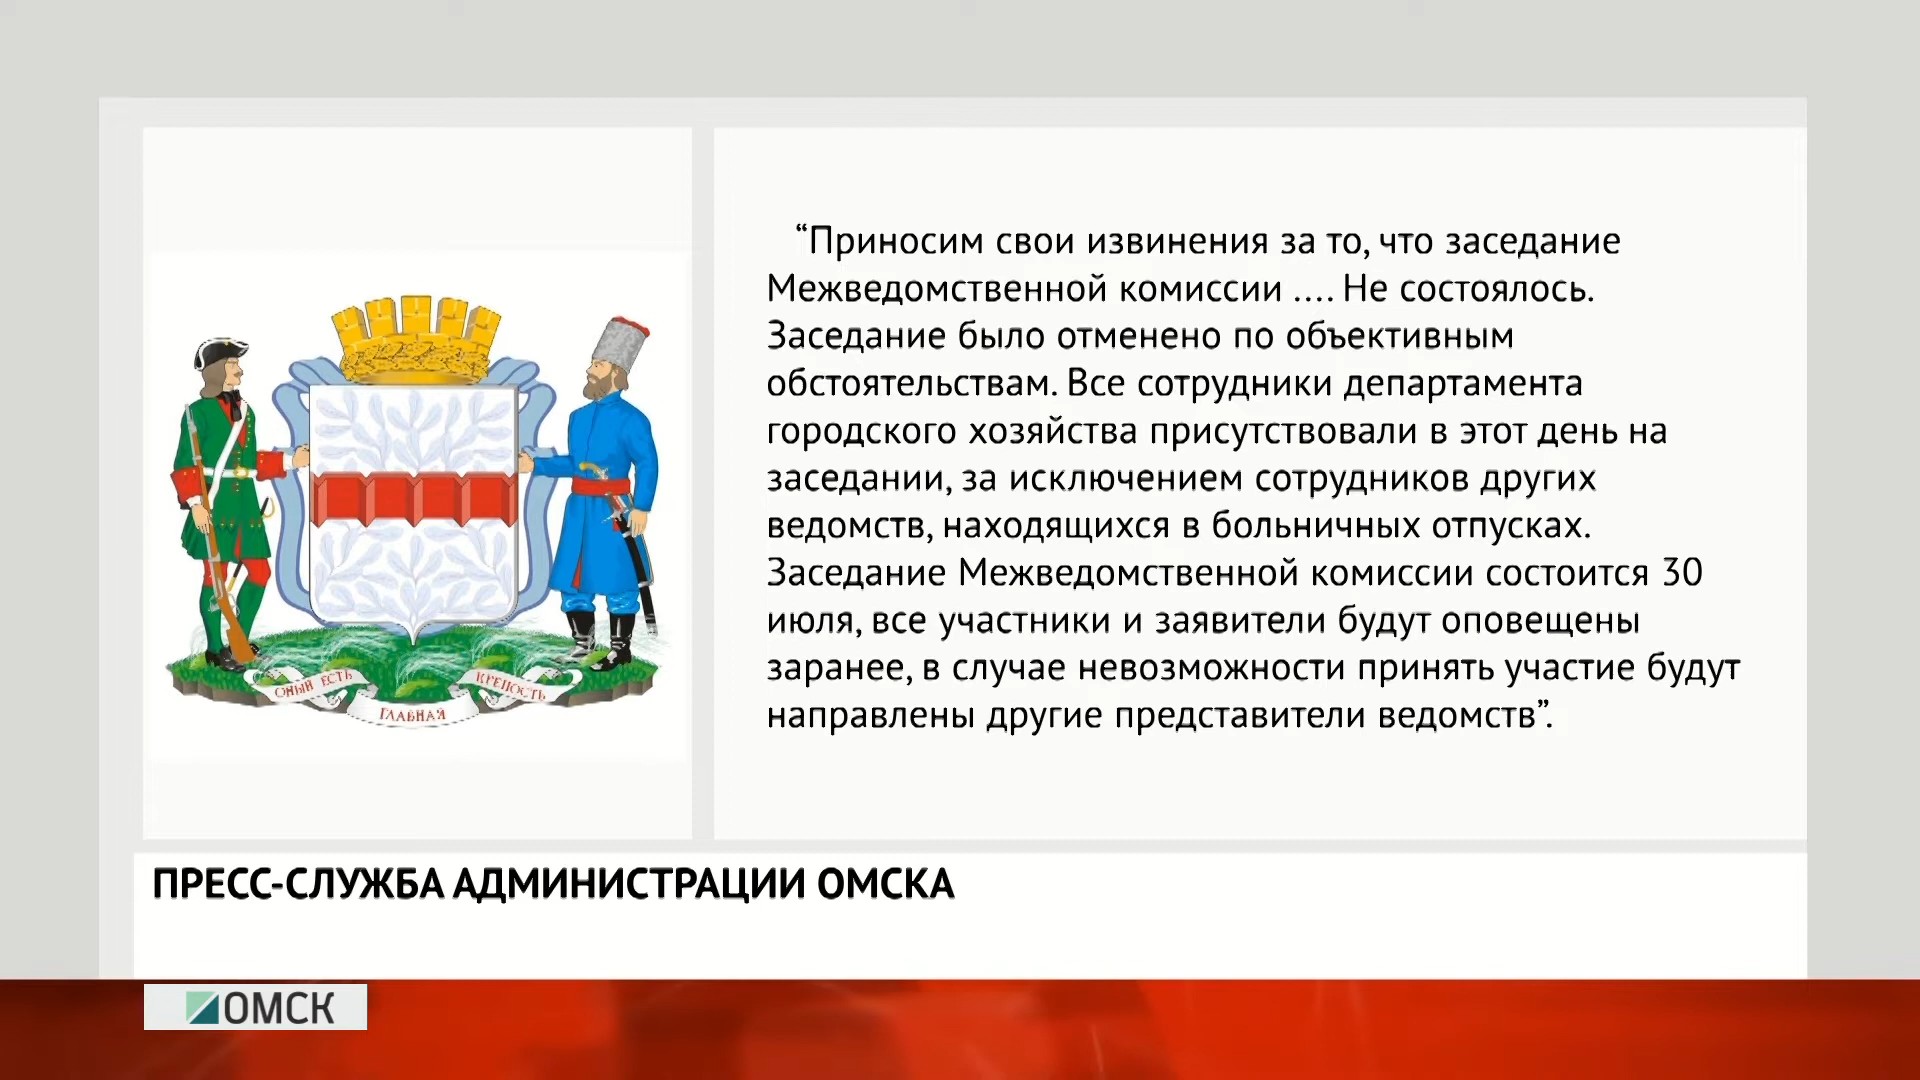 “Приносим свои извинения за то, что заседание
Межведомственной комиссии .... Не состоялось.
Заседание было отменено по объективным
обстоятельствам. Все сотрудники департамента
городского хозяйства присутствовали в этот день на
заседании, за исключением сотрудников других
ведомств, находящихся в больничных отпусках.
Заседание Межведомственной комиссии состоится 30
июля, все участники и заявители будут оповещены
заранее, в случае невозможности принять участие будут
направлены другие представители ведомств”.
ОНЫЙ ЕСТЬ
ГЛАВНАЯ
КРЕПОСТЬ
ПРЕСС-СЛУЖБА АДМИНИСТРАЦИИ ОМСКА
ОМСК